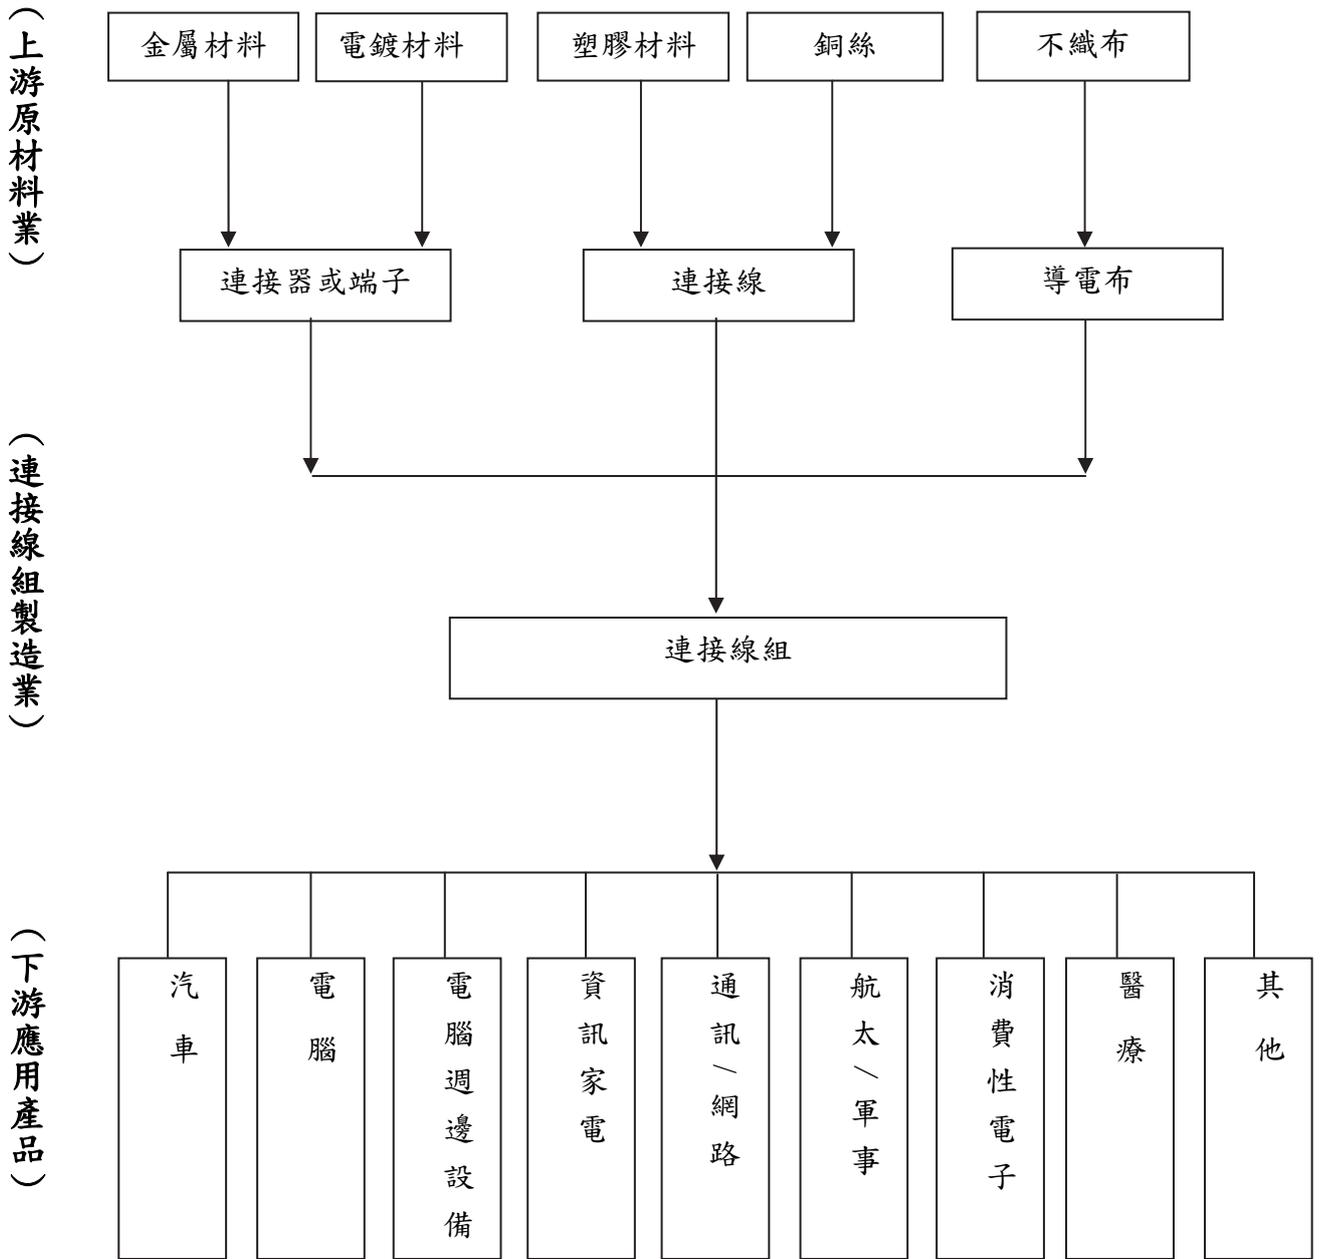 （上游原材料業）
金屬材料
電鍍材料
塑膠材料
銅絲
不織布
連接器或端子
連接線
導電布
（連接線組製造業）
連接線組
（下游應用產品）
汽車
電腦
電腦週邊設備
資訊家電
通訊/網路
航太/軍事
消費性電子
醫療
其他